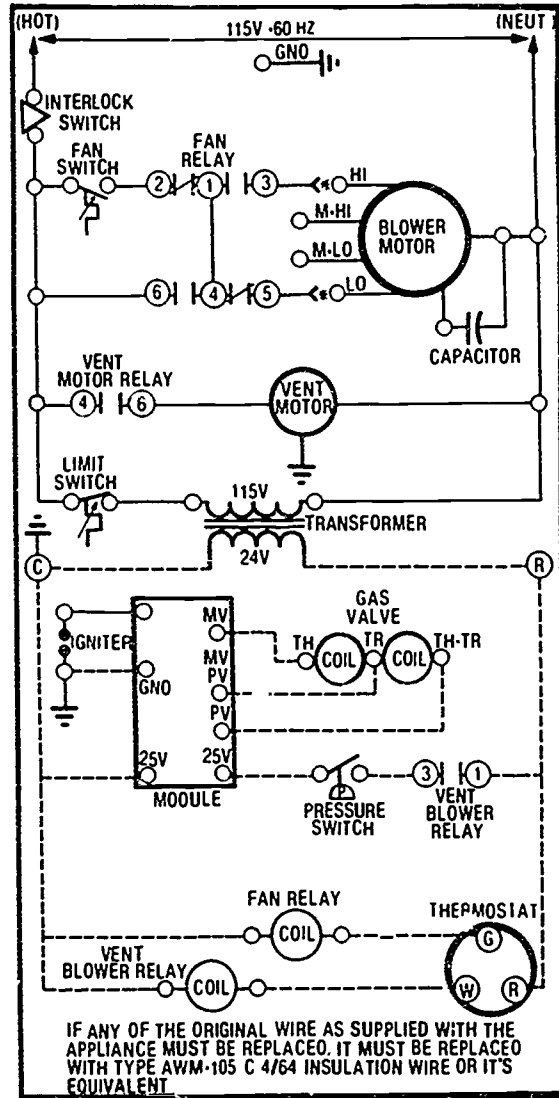 (HOT) 115V·60 HZ (NEUT)
GNO
INTERLOCK
SWITCH
FAN
SWITCH
FAN
RELAY
2 1 3 HI
M·HI
M·LO
BLOWER
MOTOR
6 4 5 LO
CAPACITOR
VENT
MOTOR RELAY
4 6
VENT
MOTOR
LIMIT
SWITCH
115V
TRANSFORMER
24V
C R
GAS
VALVE
MV
TH COIL TR COIL TH-TR
IGNITER
MV
GNO PV
PV
25V 25V
MODULE
3 1
PRESSURE
SWITCH
P
VENT
BLOWER
RELAY
FAN RELAY
COIL
THERMOSTAT
G
VENT
BLOWER RELAY
COIL
W R
IF ANY OF THE ORIGINAL WIRE AS SUPPLIED WITH THE
APPLIANCE MUST BE REPLACED. IT MUST BE REPLACED
WITH TYPE AWM·105 C 4/64 INSULATION WIRE OR IT'S
EQUIVALENT